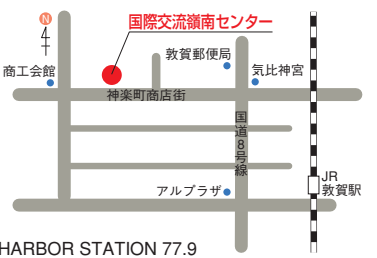 N
国際交流嶺南センター
敦賀郵便局
商工会館
気比神宮
神楽町商店街
国道8号線
JR
敦賀駅
アルプラザ
HARBOR STATION 77.9